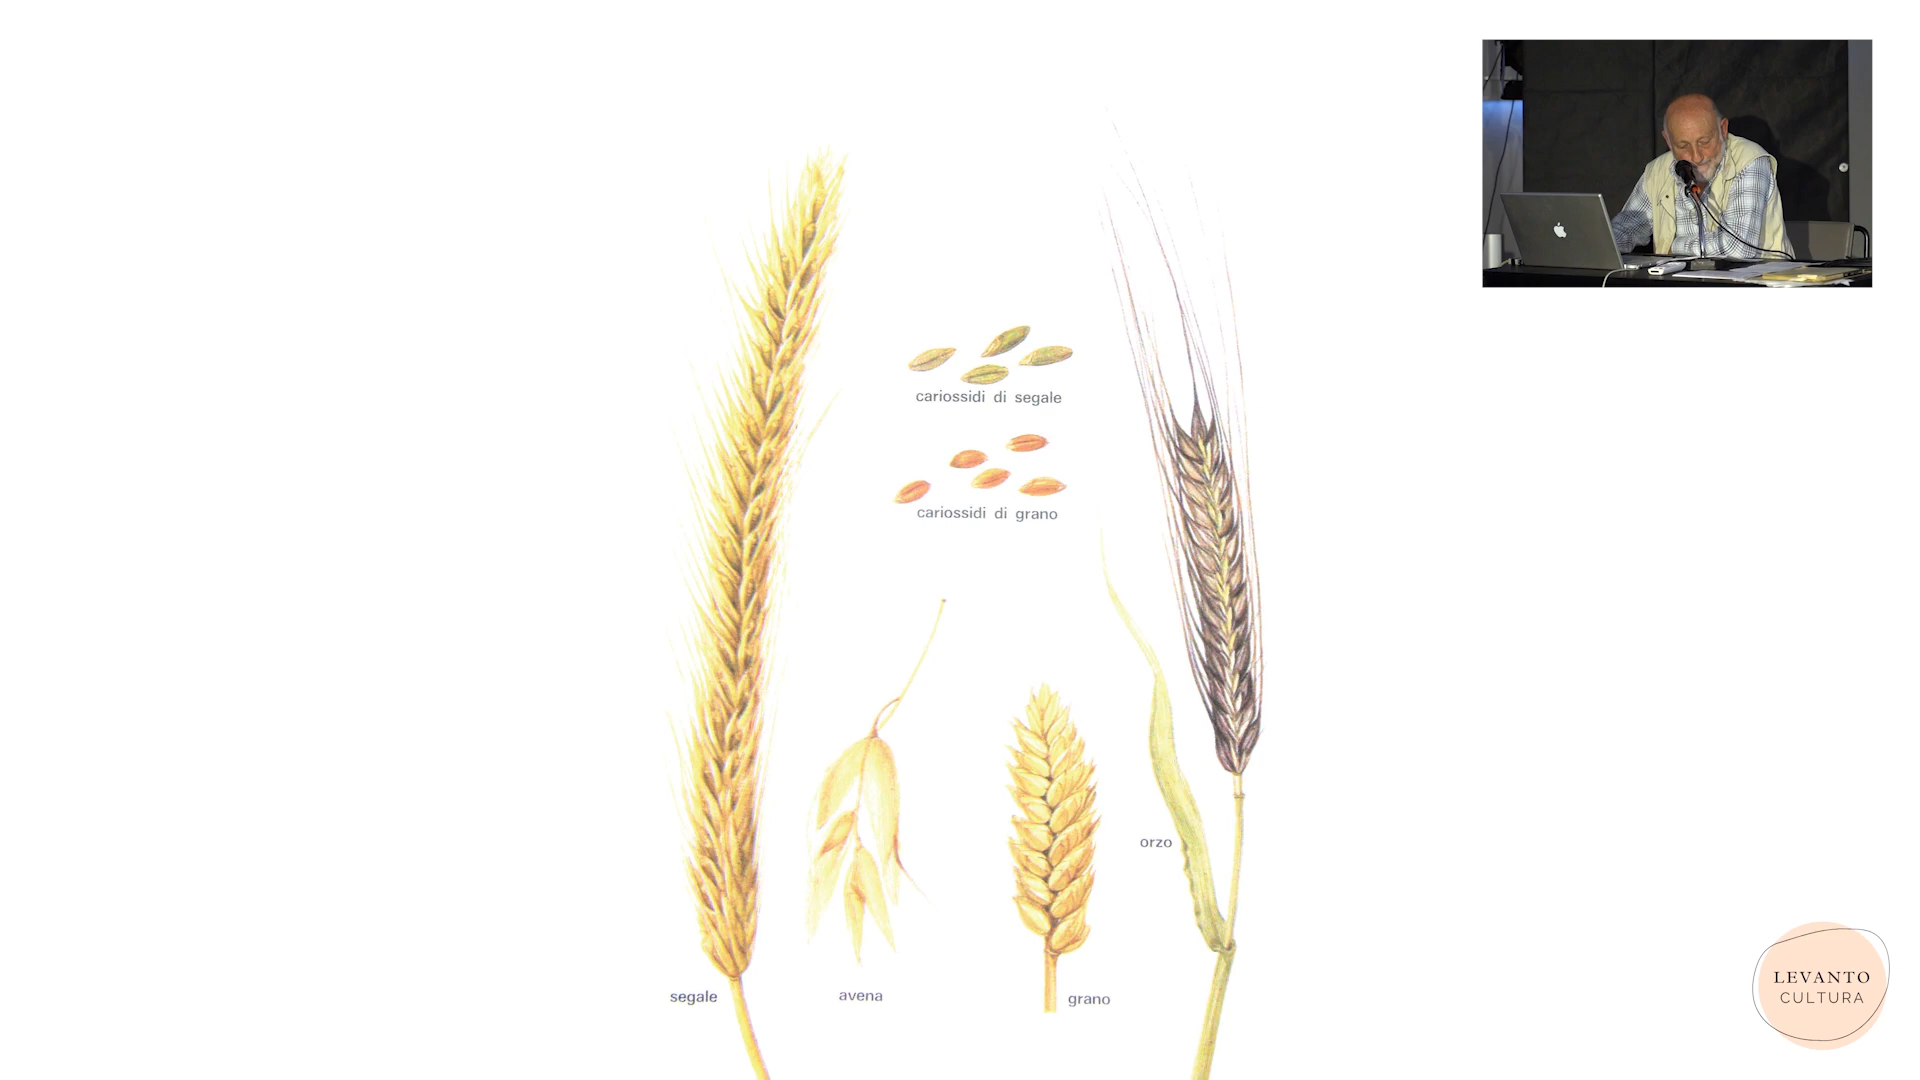 cariossidi di segale
cariossidi di grano
orzo
segale
avena
grano
LEVANTO
CULTURA